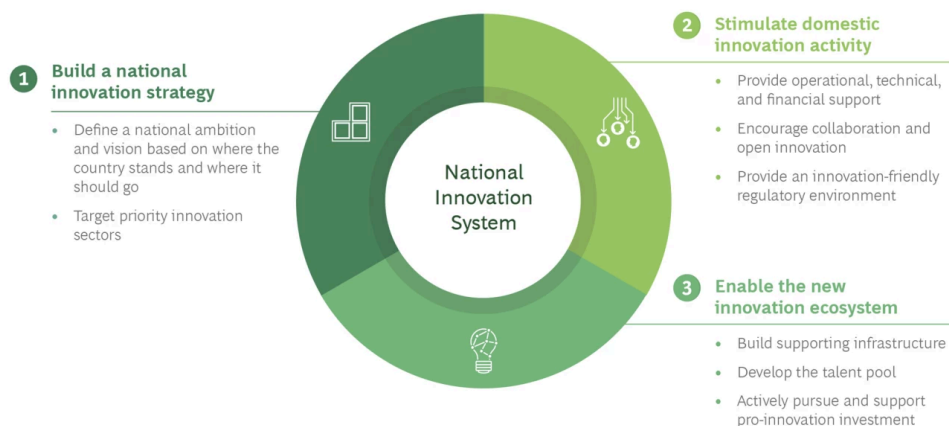 1
Build a national
innovation strategy
• Define a national ambition
and vision based on where the
country stands and where it
should go
• Target priority innovation
sectors
National
Innovation
System
2
Stimulate domestic
innovation activity
• Provide operational, technical,
and financial support
• Encourage collaboration and
open innovation
• Provide an innovation-friendly
regulatory environment
3
Enable the new
innovation ecosystem
• Build supporting infrastructure
• Develop the talent pool
• Actively pursue and support
pro-innovation investment